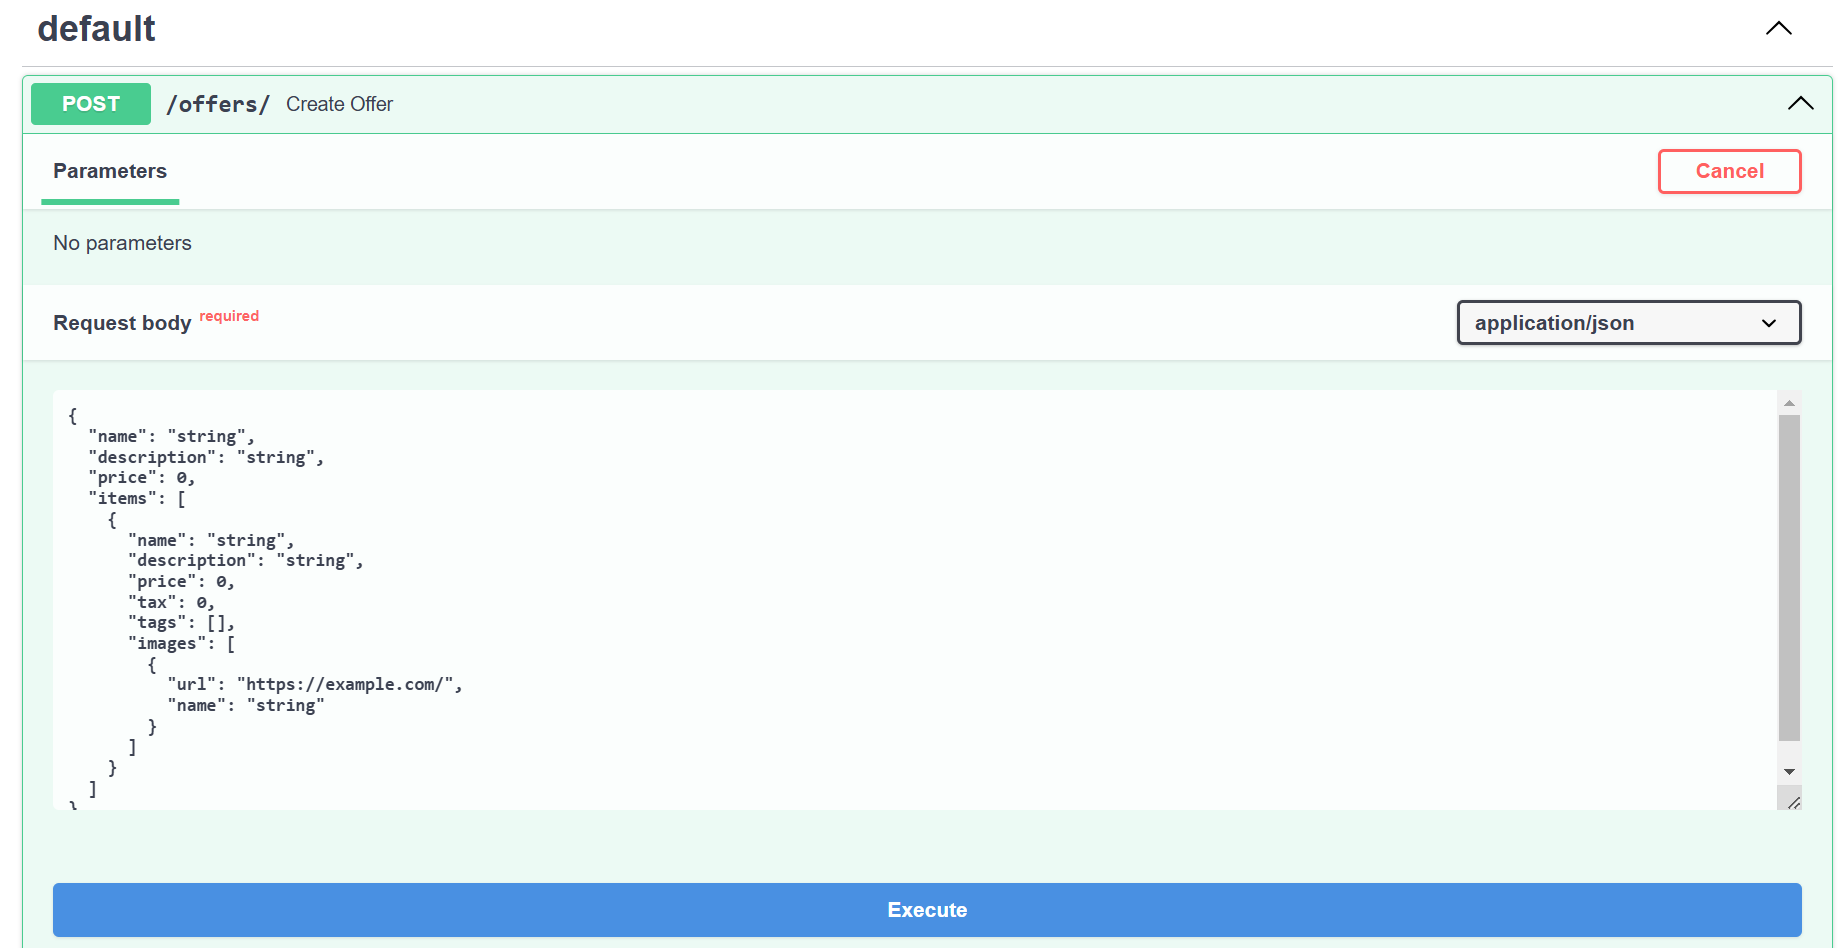 default
POST /offers/ Create Offer
Parameters
Cancel
No parameters
Request body required
application/json
{
  "name": "string",
  "description": "string",
  "price": 0,
  "items": [
    {
      "name": "string",
      "description": "string",
      "price": 0,
      "tax": 0,
      "tags": [],
      "images": [
        {
          "url": "https://example.com/",
          "name": "string"
        }
      ]
    }
  ]
}
Execute